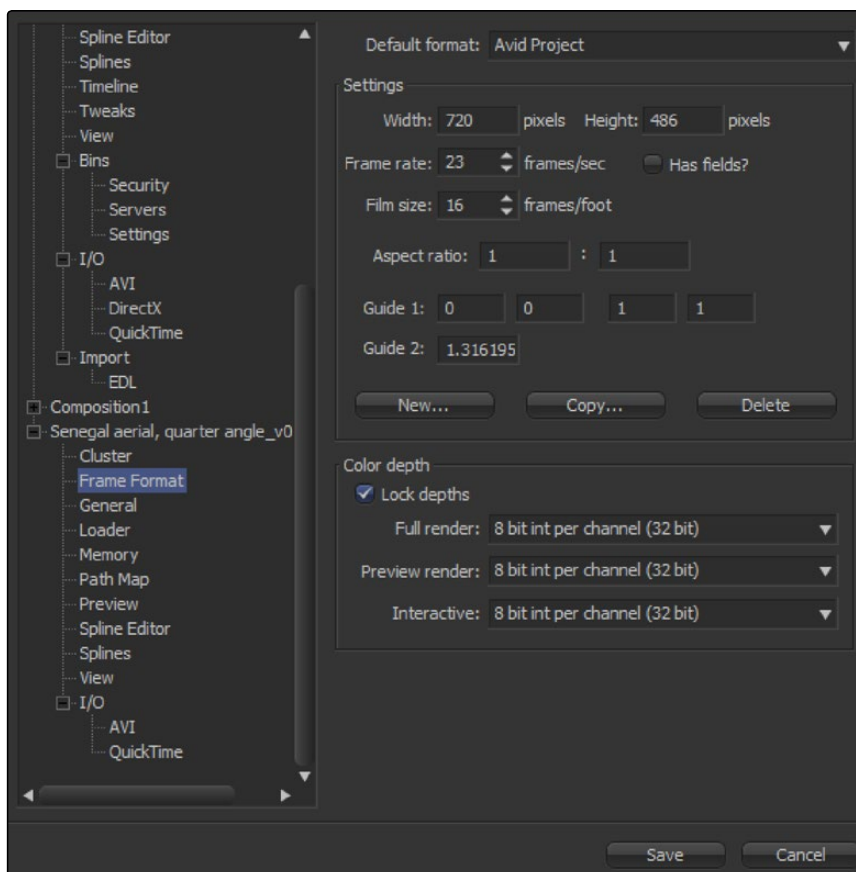 Spline Editor
Splines
Timeline
Tweaks
View
Bins
Security
Servers
Settings
I/O
AVI
DirectX
QuickTime
Import
EDL
Composition1
Senegal aerial, quarter angle_v0
Cluster
Frame Format
General
Loader
Memory
Path Map
Preview
Spline Editor
Splines
View
I/O
AVI
QuickTime
Default format: Avid Project
Settings
Width: 720 pixels Height: 486 pixels
Frame rate: 23 frames/sec Has fields?
Film size: 16 frames/foot
Aspect ratio: 1 : 1
Guide 1: 0 0 1 1
Guide 2: 1.316195
New... Copy... Delete
Color depth
Lock depths
Full render: 8 bit int per channel (32 bit)
Preview render: 8 bit int per channel (32 bit)
Interactive: 8 bit int per channel (32 bit)
Save Cancel